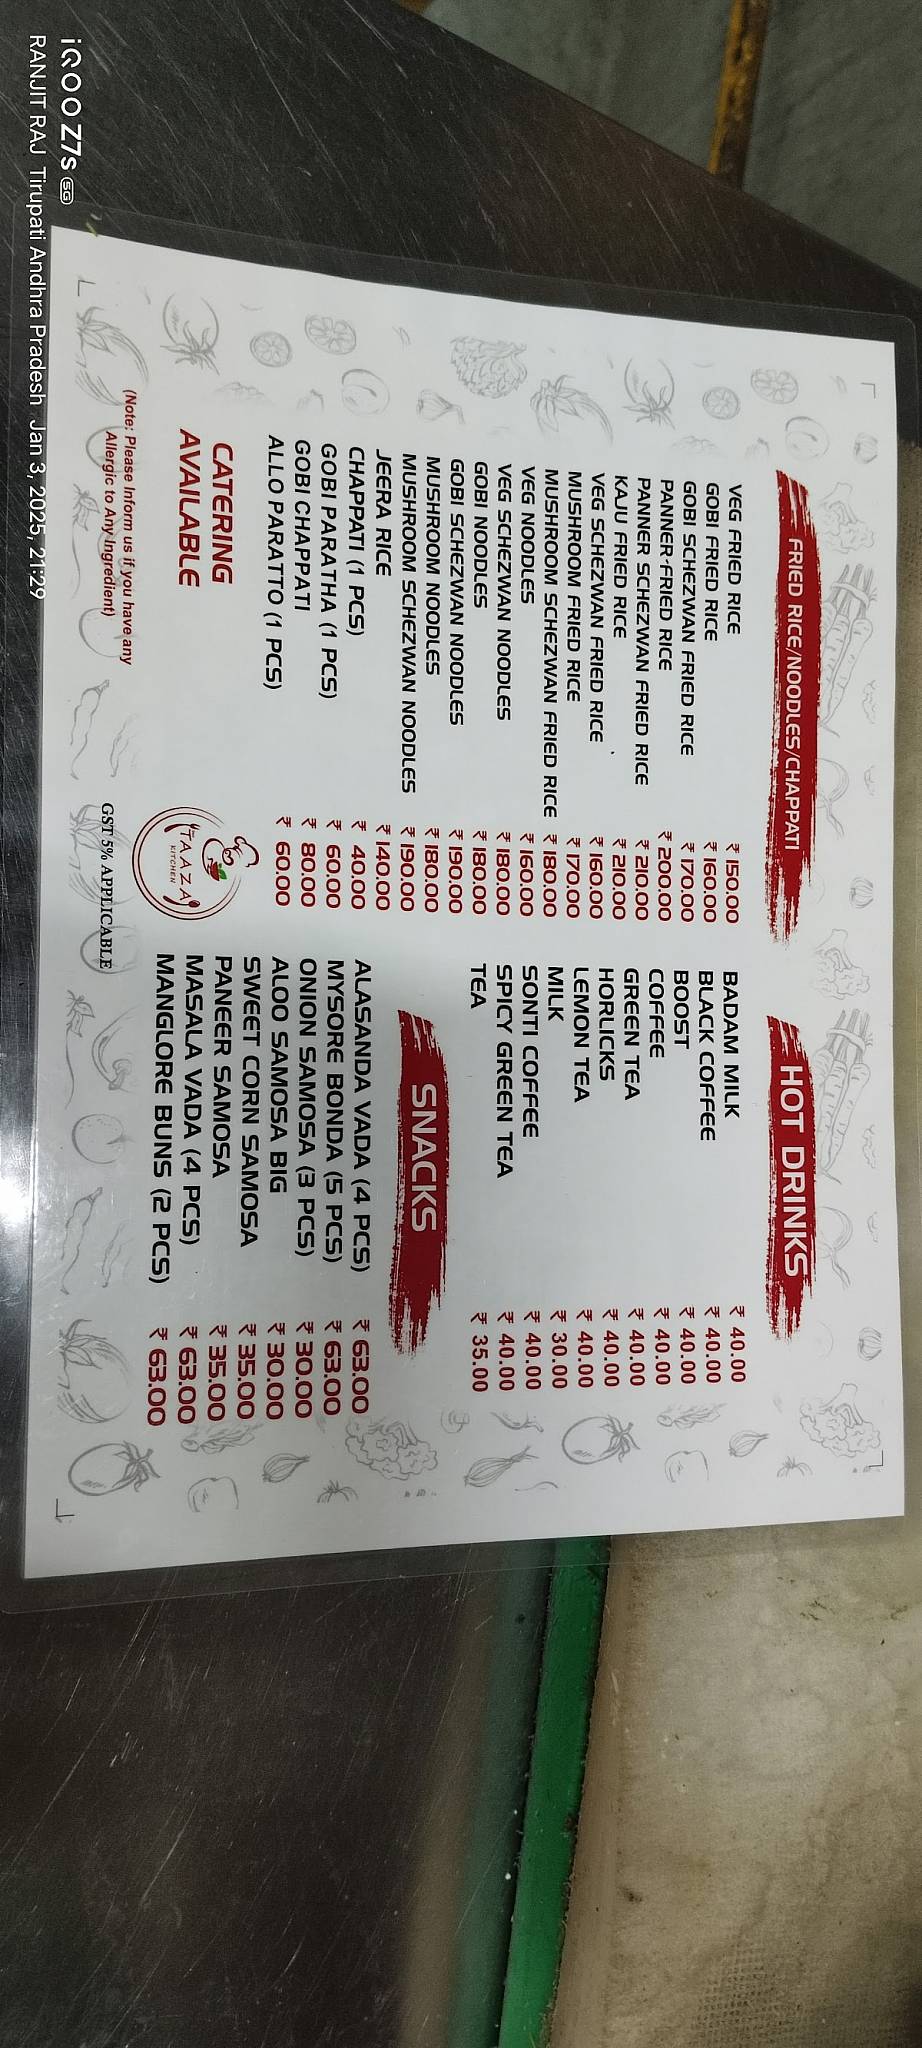 FRIED RICE/NOODLES/CHAPPATI
VEG FRIED RICE ₹ 150.00
GOBI FRIED RICE ₹ 160.00
GOBI SCHEZWAN FRIED RICE ₹ 170.00
PANNER-FRIED RICE ₹ 200.00
PANNER SCHEZWAN FRIED RICE ₹ 210.00
KAJU FRIED RICE ₹ 210.00
VEG SCHEZWAN FRIED RICE ₹ 160.00
MUSHROOM FRIED RICE ₹ 170.00
MUSHROOM SCHEZWAN FRIED RICE ₹ 180.00
VEG NOODLES ₹ 160.00
VEG SCHEZWAN NOODLES ₹ 180.00
GOBI NOODLES ₹ 180.00
GOBI SCHEZWAN NOODLES ₹ 190.00
MUSHROOM NOODLES ₹ 180.00
MUSHROOM SCHEZWAN NOODLES ₹ 190.00
JEERA RICE ₹ 140.00
CHAPPATI (1 PCS) ₹ 40.00
GOBI PARATHA (1 PCS) ₹ 60.00
GOBI CHAPPATI ₹ 80.00
ALLO PARATTO (1 PCS) ₹ 60.00
CATERING
AVAILABLE
(Note: Please Inform us if you have any
Allergic to Any Ingredient)
TAAZA
KITCHEN
GST 5% APPLICABLE
HOT DRINKS
BADAM MILK ₹ 40.00
BLACK COFFEE ₹ 40.00
BOOST ₹ 40.00
COFFEE ₹ 40.00
GREEN TEA ₹ 40.00
HORLICKS ₹ 40.00
LEMON TEA ₹ 40.00
MILK ₹ 30.00
SONTI COFFEE ₹ 40.00
SPICY GREEN TEA ₹ 40.00
TEA ₹ 35.00
SNACKS
ALASANDA VADA (4 PCS) ₹ 63.00
MYSORE BONDA (5 PCS) ₹ 63.00
ONION SAMOSA (3 PCS) ₹ 30.00
ALOO SAMOSA BIG ₹ 30.00
SWEET CORN SAMOSA ₹ 35.00
PANEER SAMOSA ₹ 35.00
MASALA VADA (4 PCS) ₹ 63.00
MANGLORE BUNS (2 PCS) ₹ 63.00
iQOO Z7s 5G
RANJIT RAJ Tirupati Andhra Pradesh Jan 3, 2025, 21:29